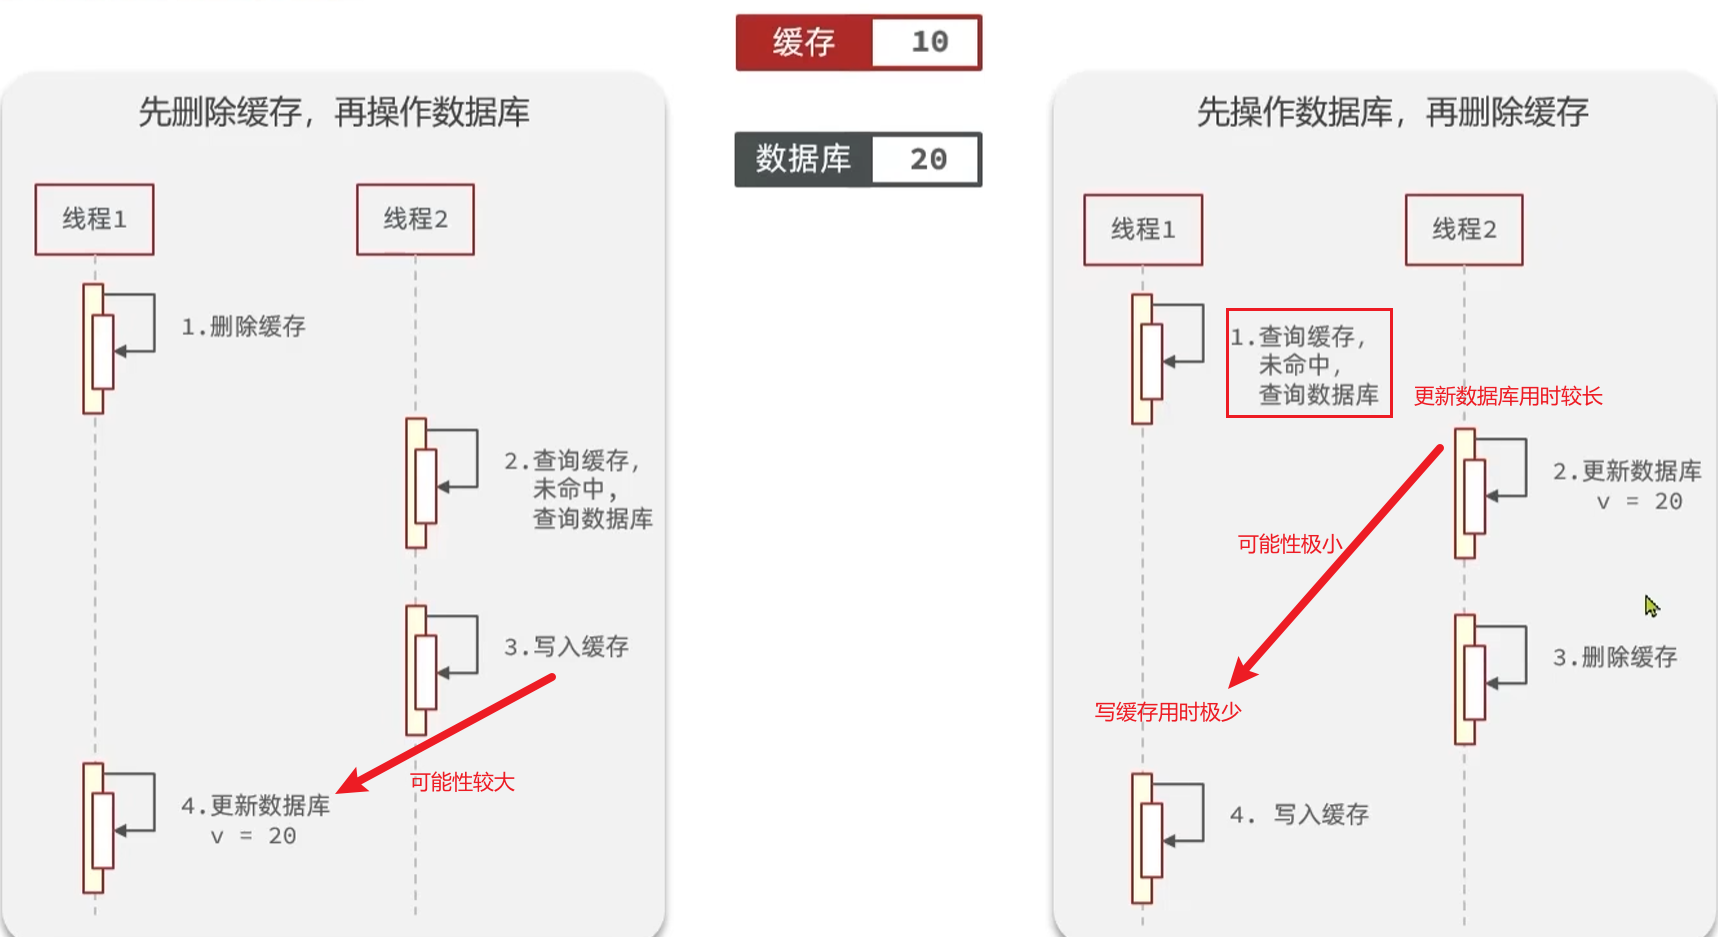 缓存 10
数据库 20
先删除缓存，再操作数据库
线程1
线程2
1.删除缓存
2.查询缓存,
未命中,
查询数据库
3.写入缓存
可能性较大
4.更新数据库
v = 20
先操作数据库，再删除缓存
线程1
线程2
1.查询缓存,
未命中,
查询数据库
更新数据库用时较长
2.更新数据库
v = 20
可能性极小
3.删除缓存
写缓存用时极少
4. 写入缓存